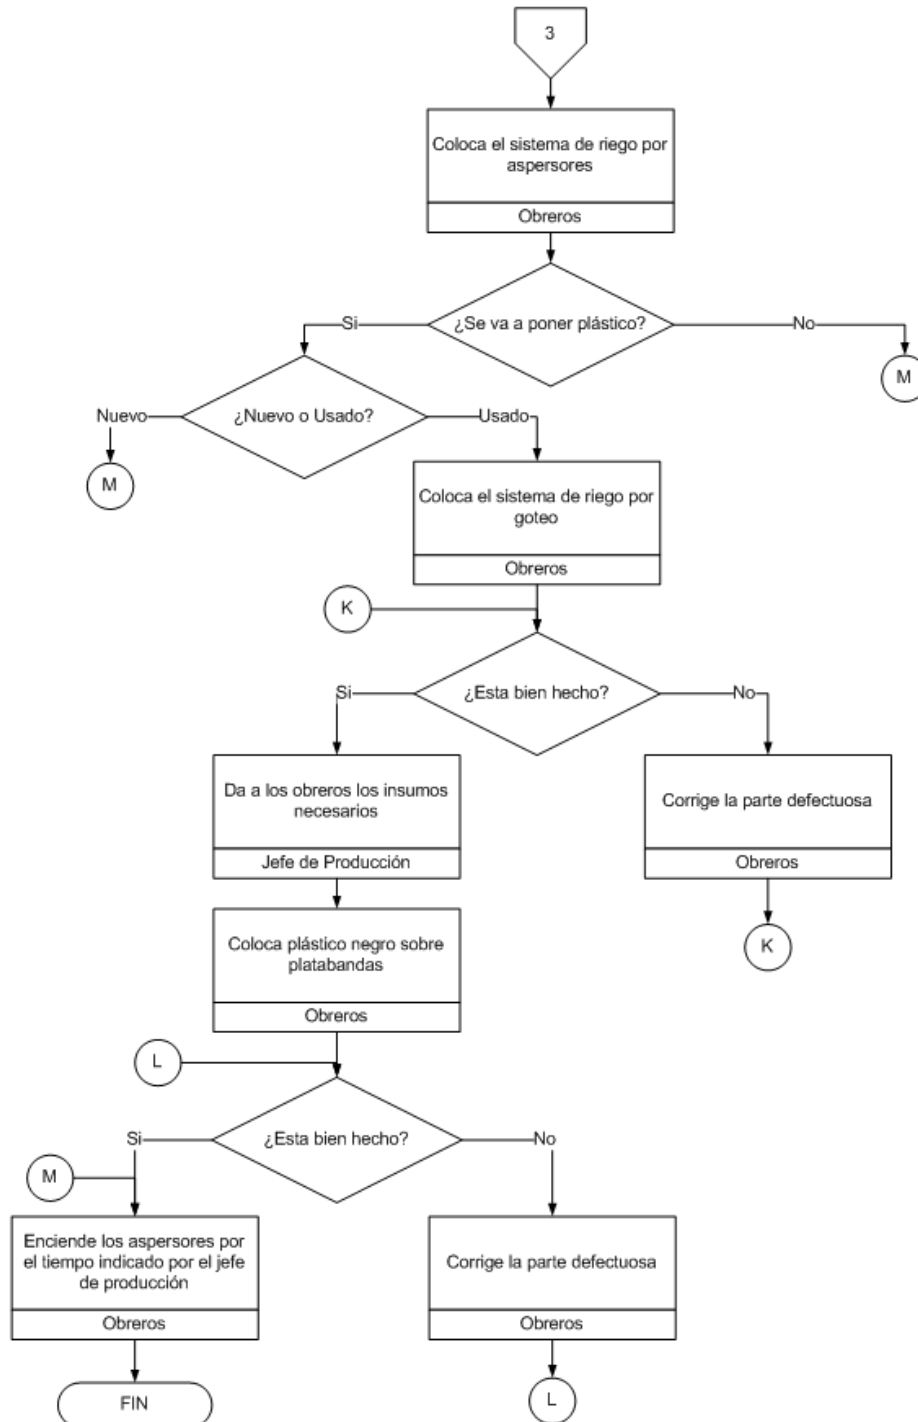 3
Coloca el sistema de riego por
aspersores
Obreros
¿Se va a poner plástico?
Si
No
M
¿Nuevo o Usado?
Nuevo
Usado
M
Coloca el sistema de riego por
goteo
Obreros
K
¿Esta bien hecho?
Si
No
Da a los obreros los insumos
necesarios
Jefe de Producción
Corrige la parte defectuosa
Obreros
K
Coloca plástico negro sobre
platabandas
Obreros
L
¿Esta bien hecho?
Si
No
M
Enciende los aspersores por
el tiempo indicado por el jefe
de producción
Obreros
Corrige la parte defectuosa
Obreros
FIN
L